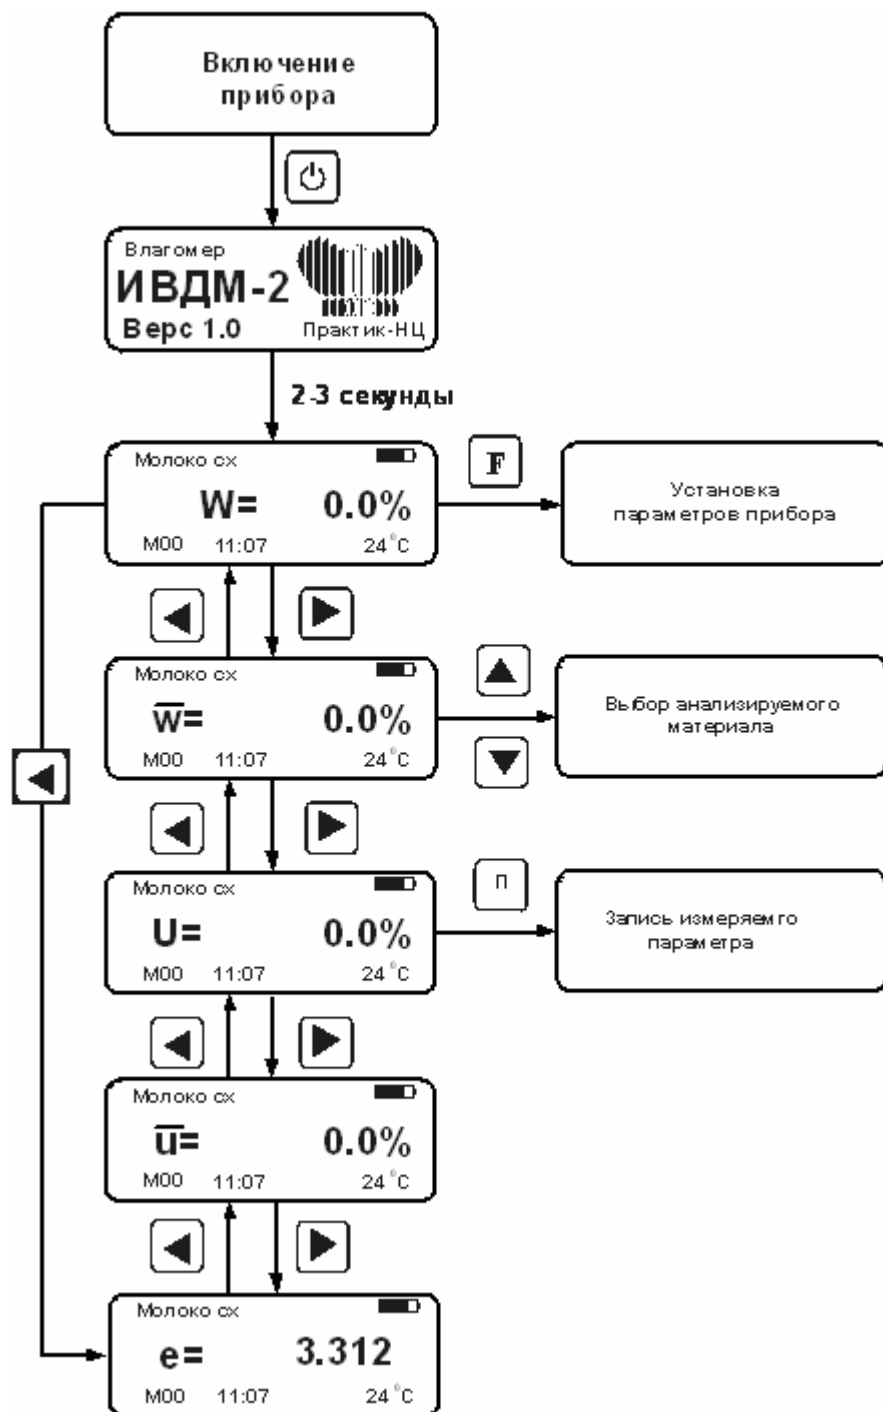 Включение
прибора
Влагомер
ИВДМ-2
Верс 1.0
Практик-НЦ
2-3 секунды
Молоко сх
W= 0.0%
М00 11:07 24°С
F
Установка
параметров прибора
Молоко сх
w̅= 0.0%
М00 11:07 24°С
Выбор анализируемого
материала
Молоко сх
U= 0.0%
М00 11:07 24°С
П
Запись измеряемго
параметра
Молоко сх
u̅= 0.0%
М00 11:07 24°С
Молоко сх
e= 3.312
М00 11:07 24°С